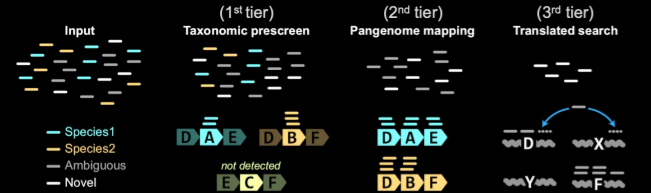 Input
(1st tier)
Taxonomic prescreen
(2nd tier)
Pangenome mapping
(3rd tier)
Translated search
Species1
Species2
Ambiguous
Novel
D A E
D B F
not detected
E C F
D A E
D B F
D
X
Y
F